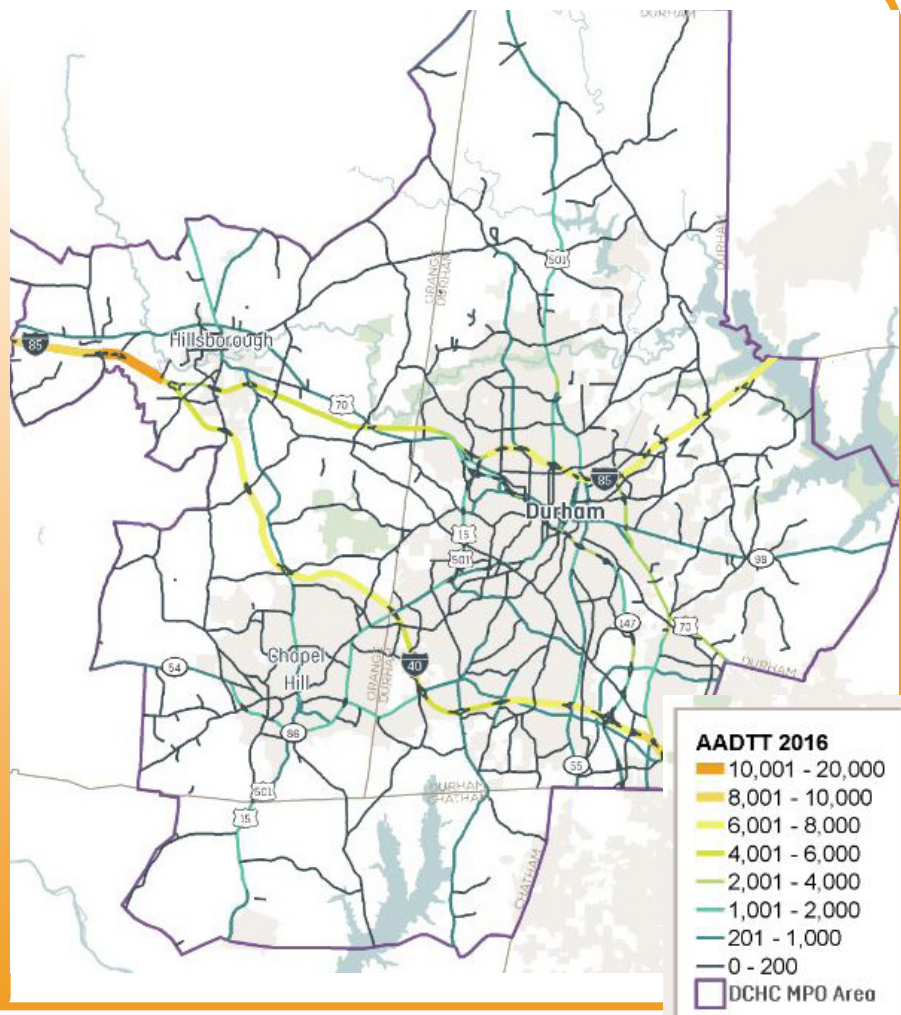 DURHAM
DURHAM
501
ORANGE
DURHAM
85
Hillsborough
70
85
Durham
15
501
98
147
70
Chapel
Hill
54
40
ORANGE
DURHAM
DURHAM
86
55
501
DURHAM
CHATHAM
15
CHATHAM
AADTT 2016
10,001 - 20,000
8,001 - 10,000
6,001 - 8,000
4,001 - 6,000
2,001 - 4,000
1,001 - 2,000
201 - 1,000
0 - 200
DCHC MPO Area